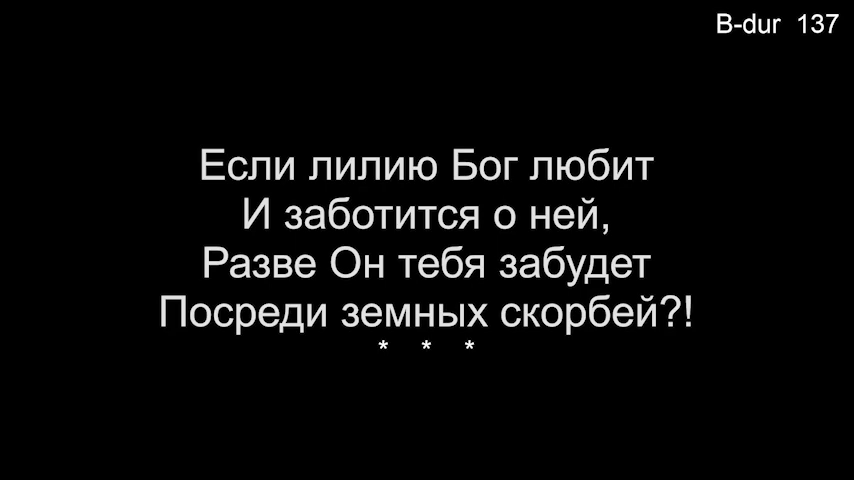 B-dur 137
Если лилию Бог любит
И заботится о ней,
Разве Он тебя забудет
Посреди земных скорбей?!
* * *